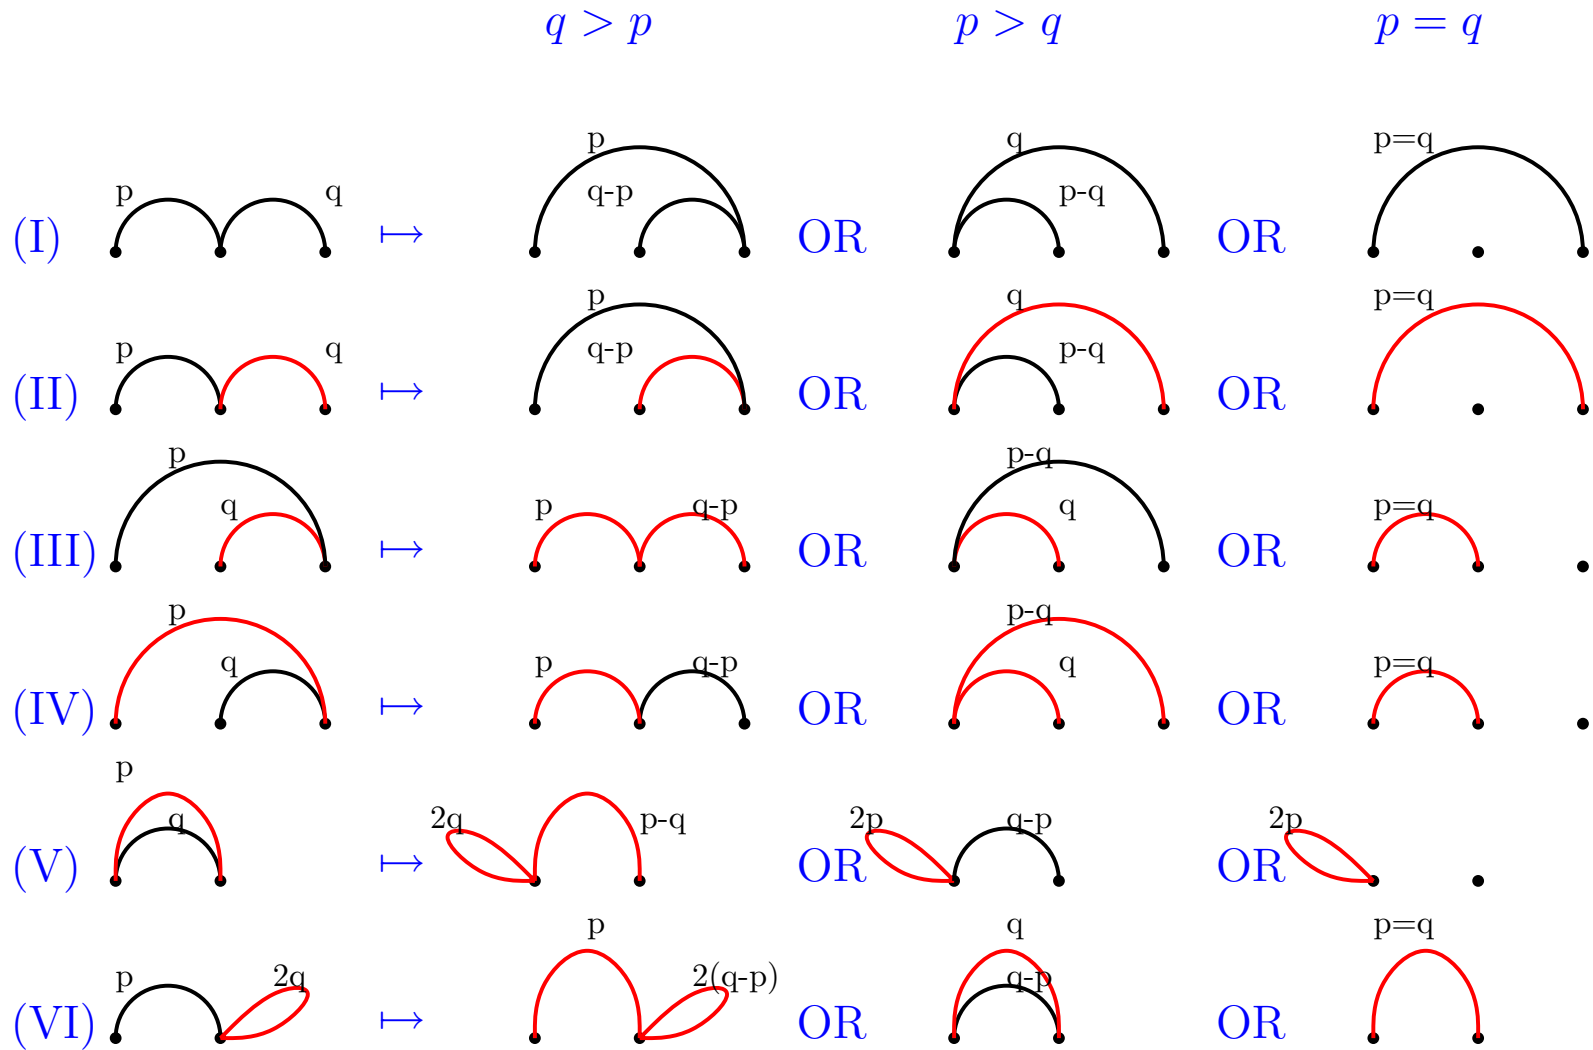 q > p p > q p = q
p q p q-p q p-q p=q
(I) ↦ OR OR
p q p q-p q p-q p=q
(II) ↦ OR OR
p q p q-p p-q q p=q
(III) ↦ OR OR
p q p q-p p-q q p=q
(IV) ↦ OR OR
p q 2q p-q 2p q-p 2p
(V) ↦ OR OR
p 2q p 2(q-p) q q-p p=q
(VI) ↦ OR OR